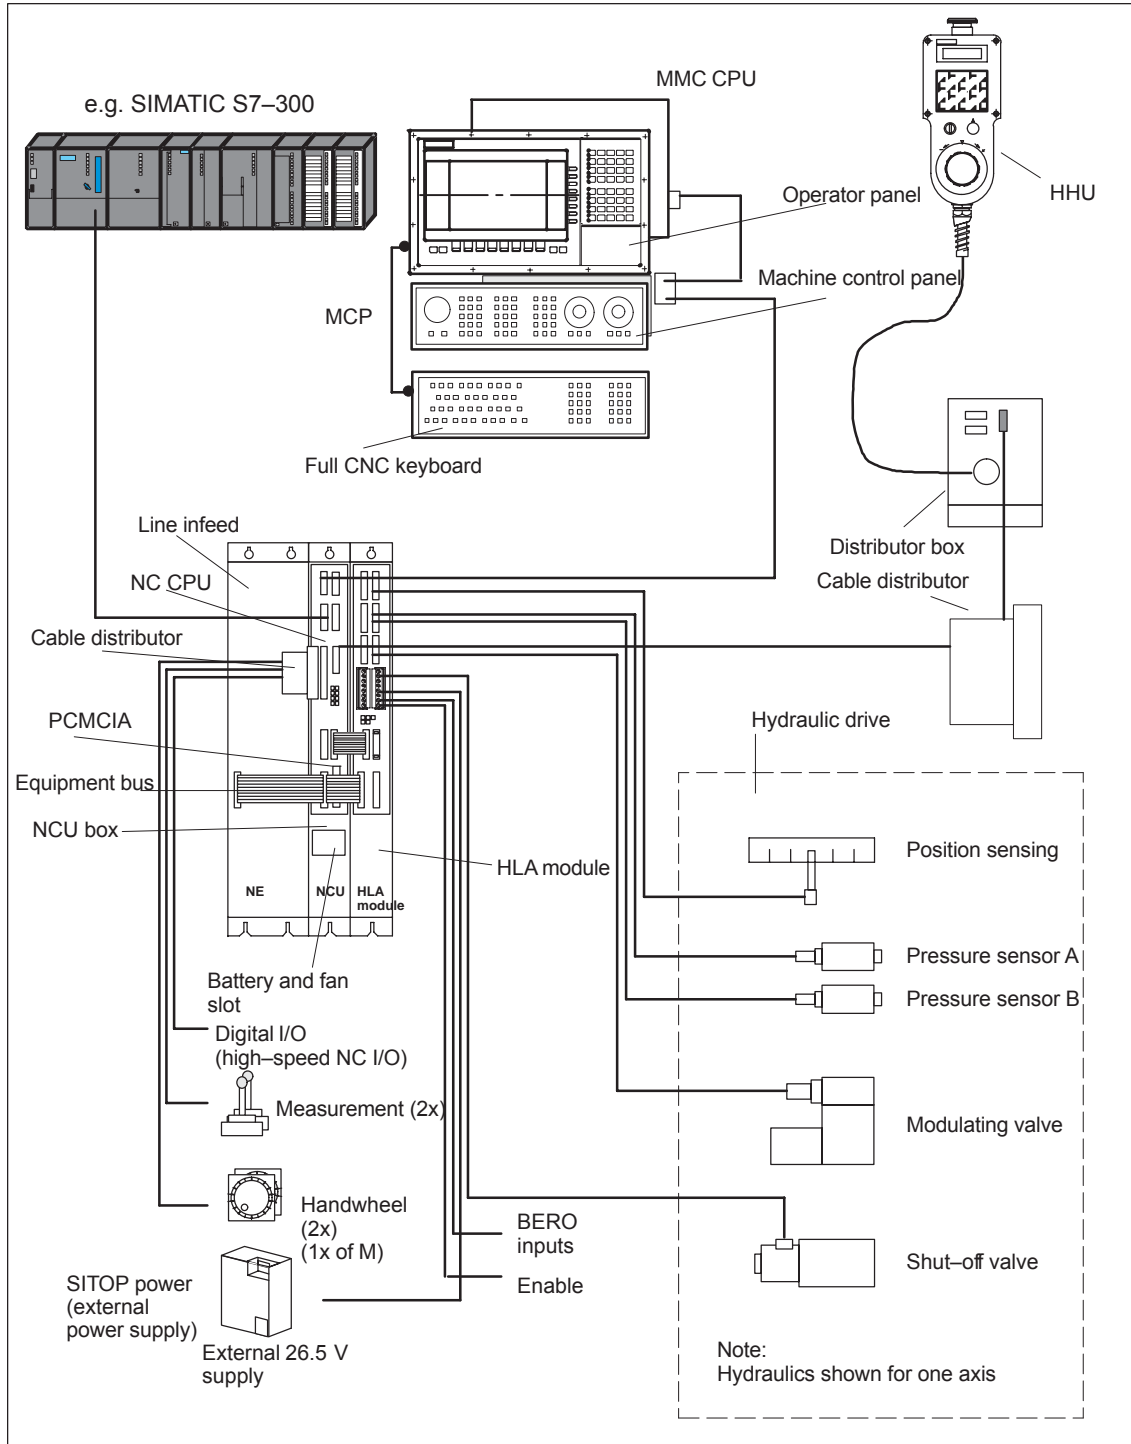 MMC CPU
e.g. SIMATIC S7–300
HHU
Operator panel
Machine control panel
MCP
Full CNC keyboard
Line infeed
Distributor box
NC CPU
Cable distributor
Cable distributor
PCMCIA
Hydraulic drive
Equipment bus
NCU box
Position sensing
HLA module
NE
NCU
HLA
module
Pressure sensor A
Battery and fan
slot
Pressure sensor B
Digital I/O
(high–speed NC I/O)
Measurement (2x)
Modulating valve
Handwheel
(2x)
(1x of M)
BERO
inputs
Shut–off valve
Enable
SITOP power
(external
power supply)
External 26.5 V
supply
Note:
Hydraulics shown for one axis